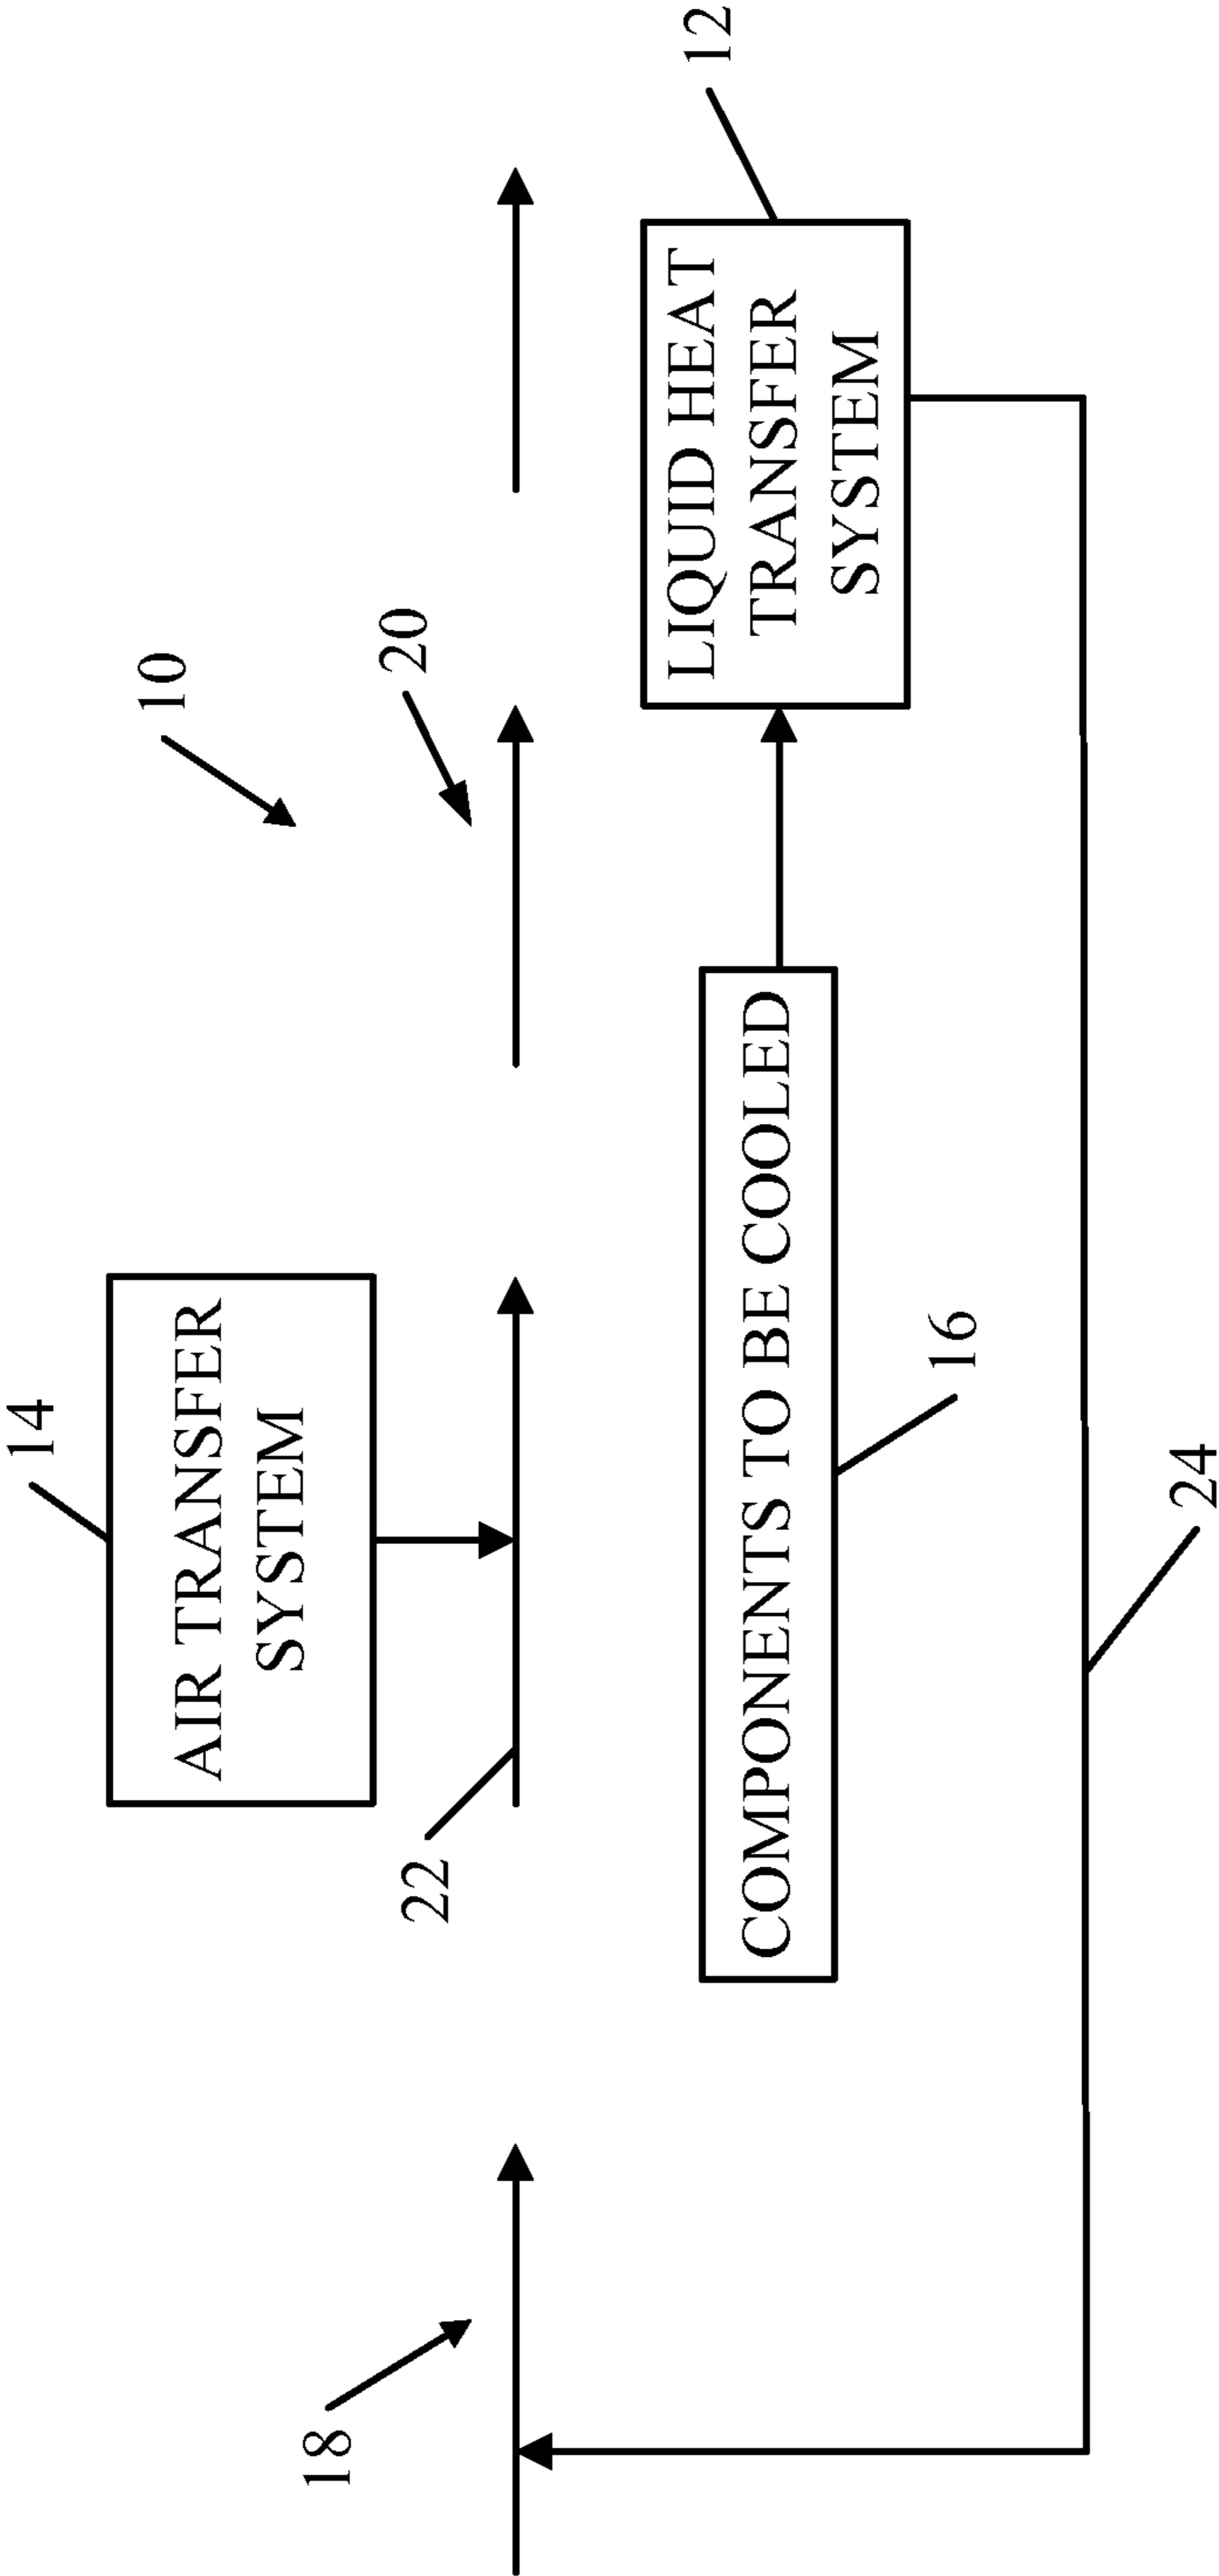 14
AIR TRANSFER
SYSTEM
10
18
22
20
COMPONENTS TO BE COOLED
LIQUID HEAT
TRANSFER
SYSTEM
12
16
24